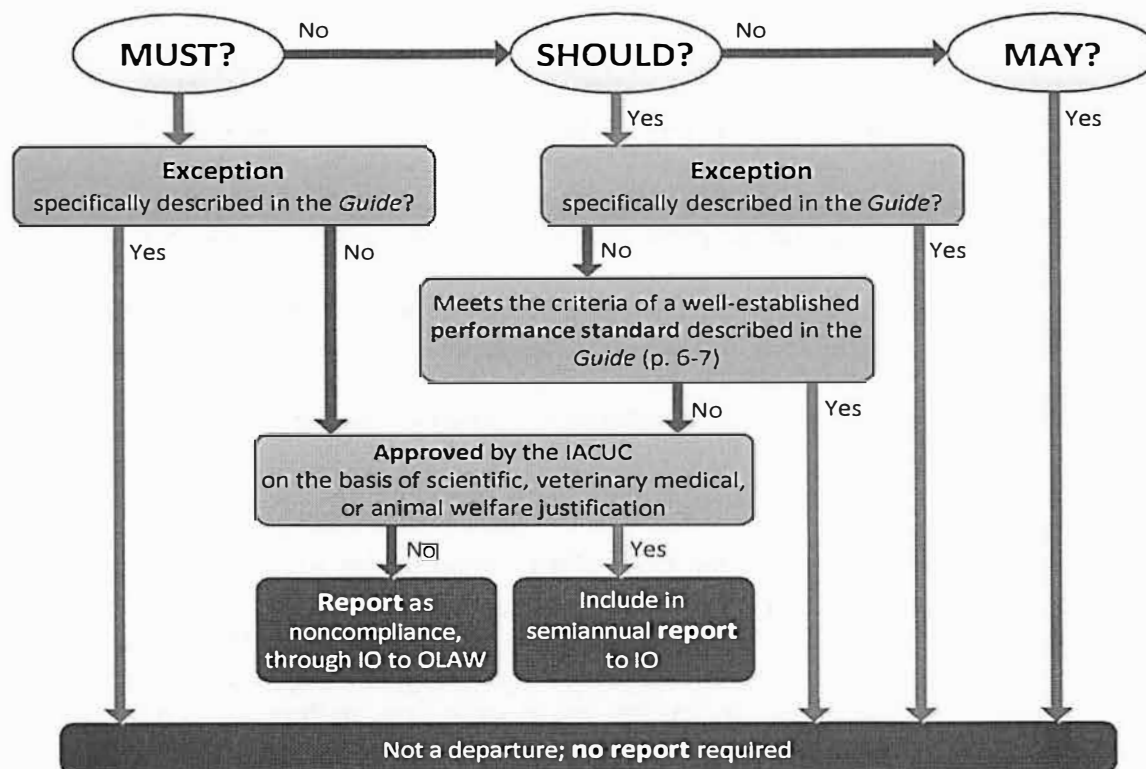 MUST?
No
SHOULD?
No
MAY?
Yes
Yes
Exception
specifically described in the Guide?
Exception
specifically described in the Guide?
Yes
No
No
Yes
Meets the criteria of a well-established
performance standard described in the
Guide (p. 6-7)
No
Yes
Approved by the IACUC
on the basis of scientific, veterinary medical,
or animal welfare justification
No
Yes
Report as
noncompliance,
through IO to OLAW
Include in
semiannual report
to IO
Not a departure; no report required